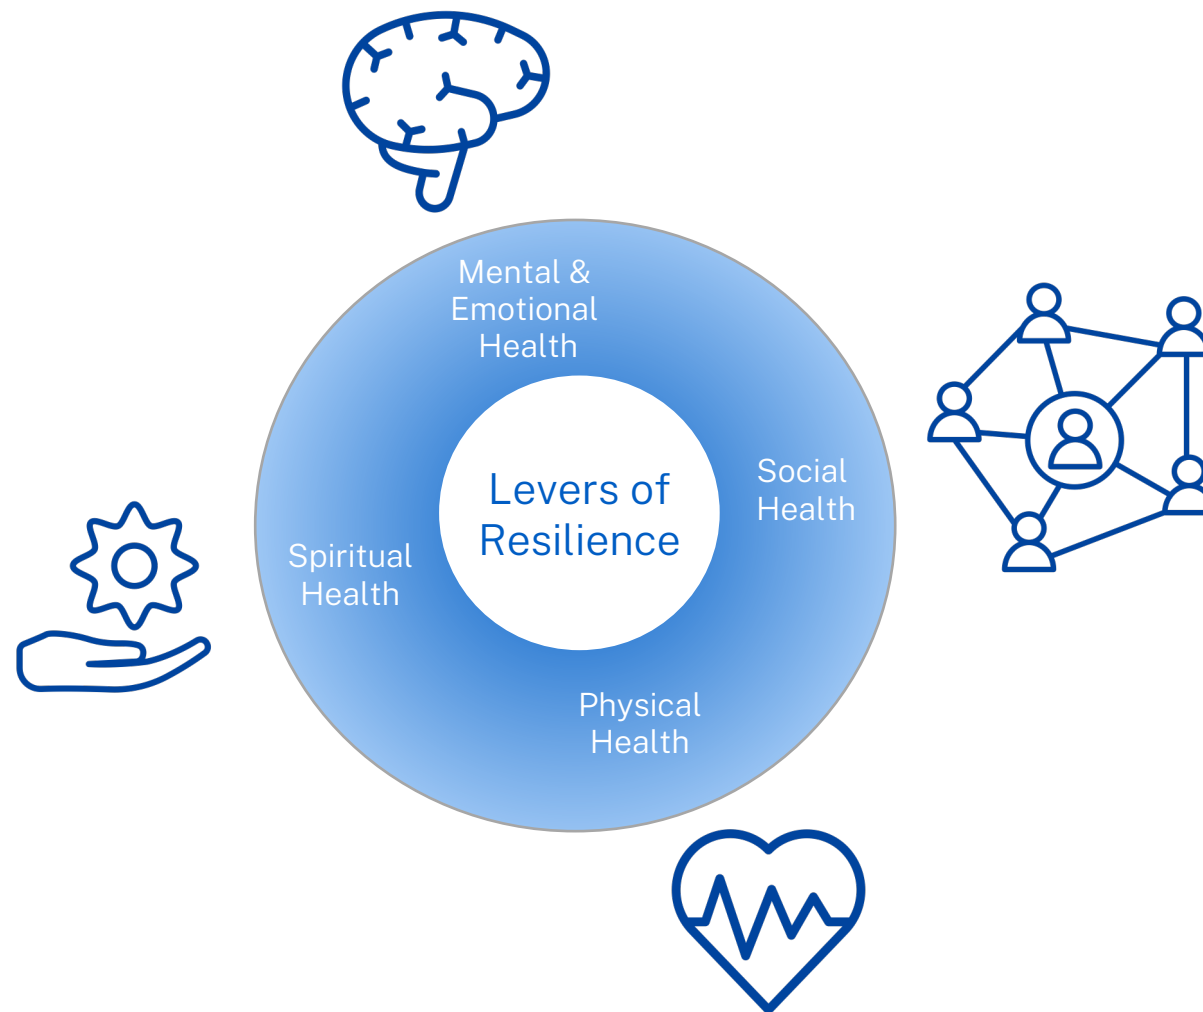 Mental &
Emotional
Health
Levers of
Resilience
Social
Health
Spiritual
Health
Physical
Health